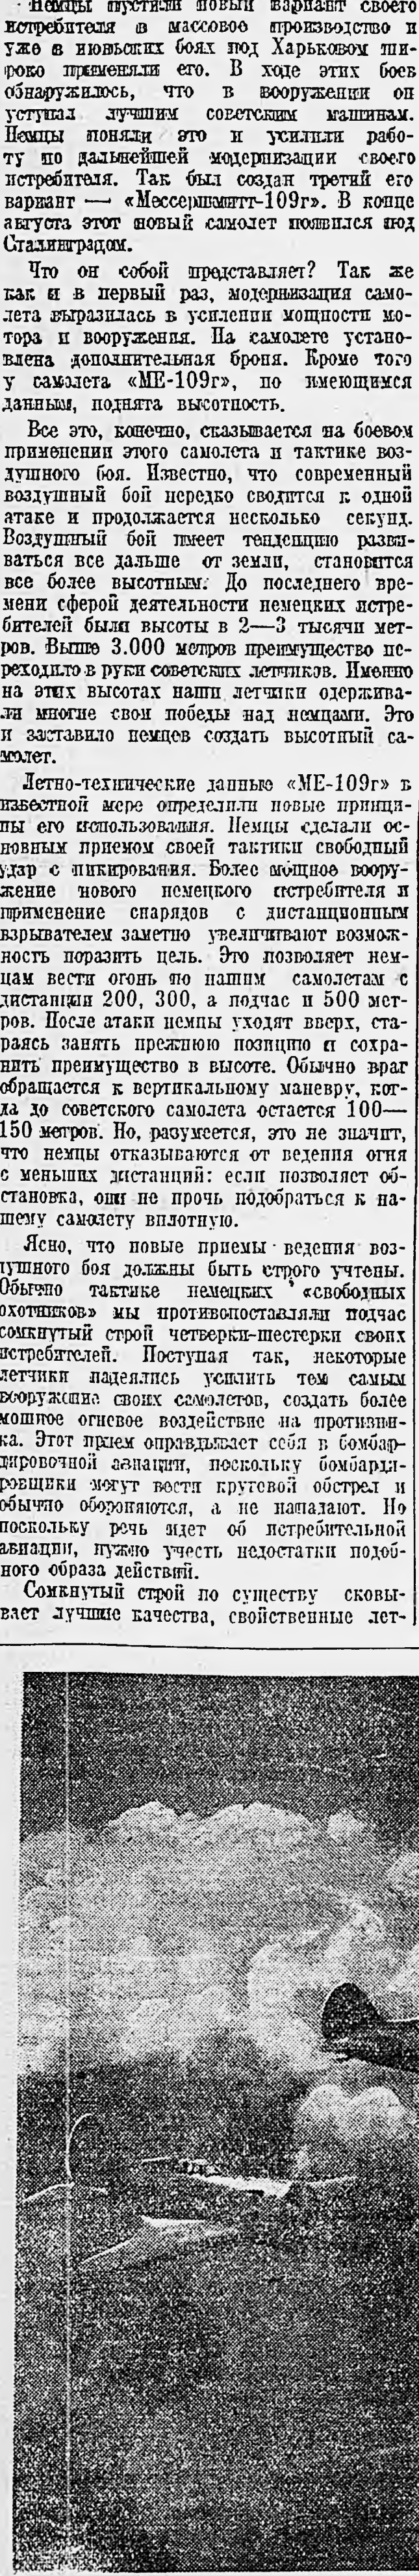 Немцы пустили новый вариант своего
истребителя в массовое производство и
уже в июньских боях под Харьковом ши-
роко применяли его. В ходе этих боев
обнаружилось, что в вооружении он
уступал лучшим советским машинам.
Немцы поняли это и усилили рабо-
ту по дальнейшей модернизации своего
истребителя. Так был создан третий его
вариант — «Мессершмитт-109г». В конце
августа этот новый самолет появился под
Сталинградом.
Что он собой представляет? Так же
как и в первый раз, модернизация само-
лета выразилась в усилении мощности мо-
тора и вооружения. На самолете устано-
влена дополнительная броня. Кроме того
у самолета «МЕ-109г», по имеющимся
данным, поднята высотность.
Все это, конечно, сказывается на боевом
применении этого самолета и тактике воз-
душного боя. Известно, что современный
воздушный бой нередко сводится к одной
атаке и продолжается несколько секунд.
Воздушный бой имеет тенденцию разви-
ваться все дальше от земли, становится
все более высотным. До последнего вре-
мени сферой деятельности немецких истре-
бителей были высоты в 2—3 тысячи мет-
ров. Выше 3.000 метров преимущество пе-
реходило в руки советских летчиков. Именно
на этих высотах наши летчики одержива-
ли многие свои победы над немцами. Это
и заставило немцев создать высотный са-
молет.
Летно-технические данные «МЕ-109г» в
известной мере определили новые принци-
пы его использования. Немцы сделали ос-
новным приемом своей тактики свободный
удар с пикирования. Более мощное воору-
жение нового немецкого истребителя и
применение снарядов с дистанционным
взрывателем заметно увеличивают возмож-
ность поразить цель. Это позволяет нем-
цам вести огонь по нашим самолетам с
дистанции 200, 300, а подчас и 500 мет-
ров. После атаки немцы уходят вверх, ста-
раясь занять прежнюю позицию и сохра-
нить преимущество в высоте. Обычно враг
обращается к вертикальному маневру, ког-
да до советского самолета остается 100—
150 метров. Но, разумеется, это не значит,
что немцы отказываются от ведения огня
с меньших дистанций: если позволяет об-
становка, они не прочь подобраться к на-
шему самолету вплотную.
Ясно, что новые приемы ведения воз-
душного боя должны быть строго учтены.
Обычно тактике немецких «свободных
охотников» мы противопоставляли подчас
сомкнутый строй четверки-шестерки своих
истребителей. Поступая так, некоторые
летчики надеялись усилить тем самым
вооружение своих самолетов, создать более
мощное огневое воздействие на противни-
ка. Этот прием оправдывает себя в бомбар-
дировочной авиации, поскольку бомбарди-
ровщики могут вести круговой обстрел и
обычно обороняются, а не нападают. Но
поскольку речь идет об истребительной
авиации, нужно учесть недостатки подоб-
ного образа действий.
Сомкнутый строй по существу сковы-
вает лучшие качества, свойственные лет-